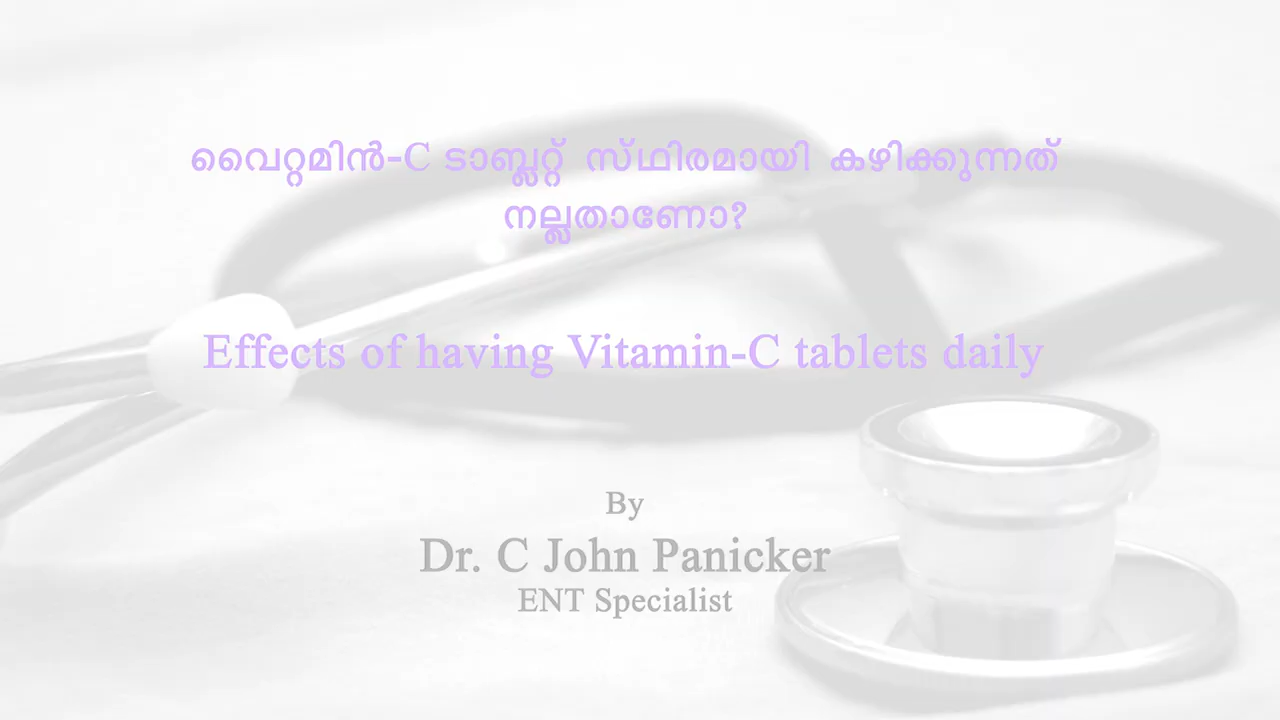 വൈറ്റമിൻ-C ടാബ്ലറ്റ് സ്ഥിരമായി കഴിക്കുന്നത്
നല്ലതാണോ?
Effects of having Vitamin-C tablets daily
By
Dr. C John Panicker
ENT Specialist